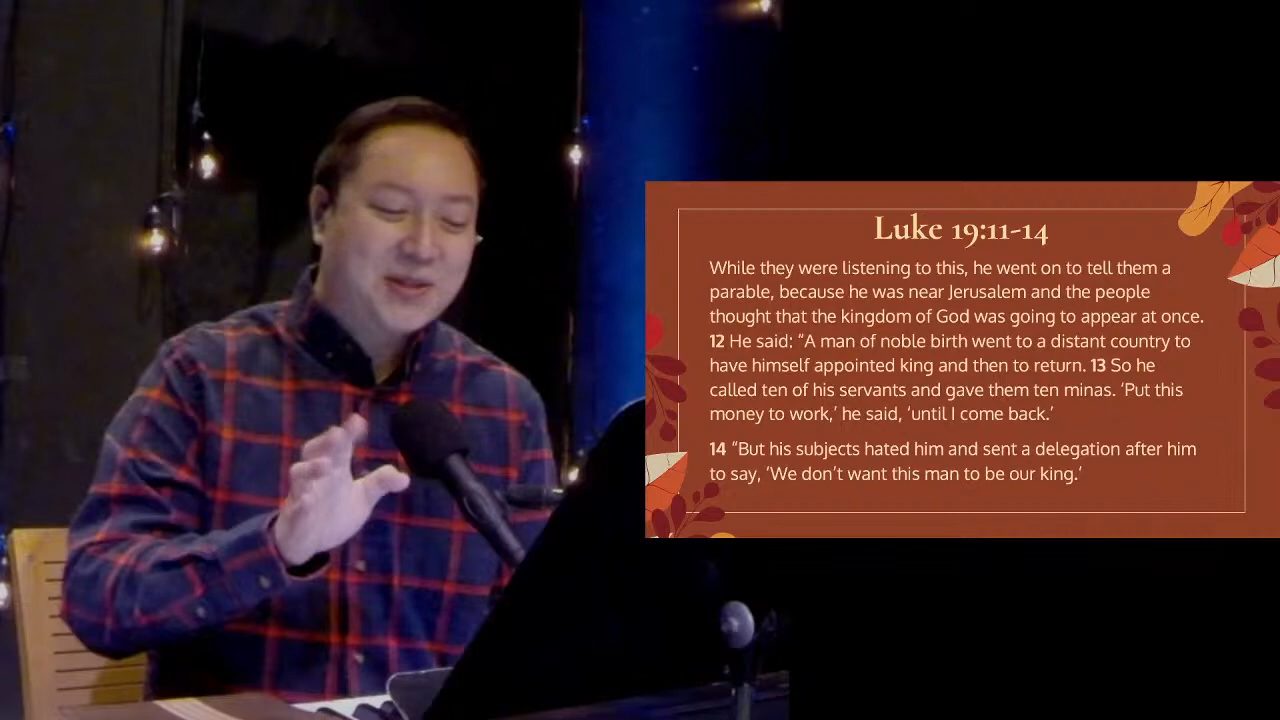 Luke 19:11-14
While they were listening to this, he went on to tell them a
parable, because he was near Jerusalem and the people
thought that the kingdom of God was going to appear at once.
12 He said: “A man of noble birth went to a distant country to
have himself appointed king and then to return. 13 So he
called ten of his servants and gave them ten minas. ‘Put this
money to work,’ he said, ‘until I come back.’
14 “But his subjects hated him and sent a delegation after him
to say, ‘We don’t want this man to be our king.‘